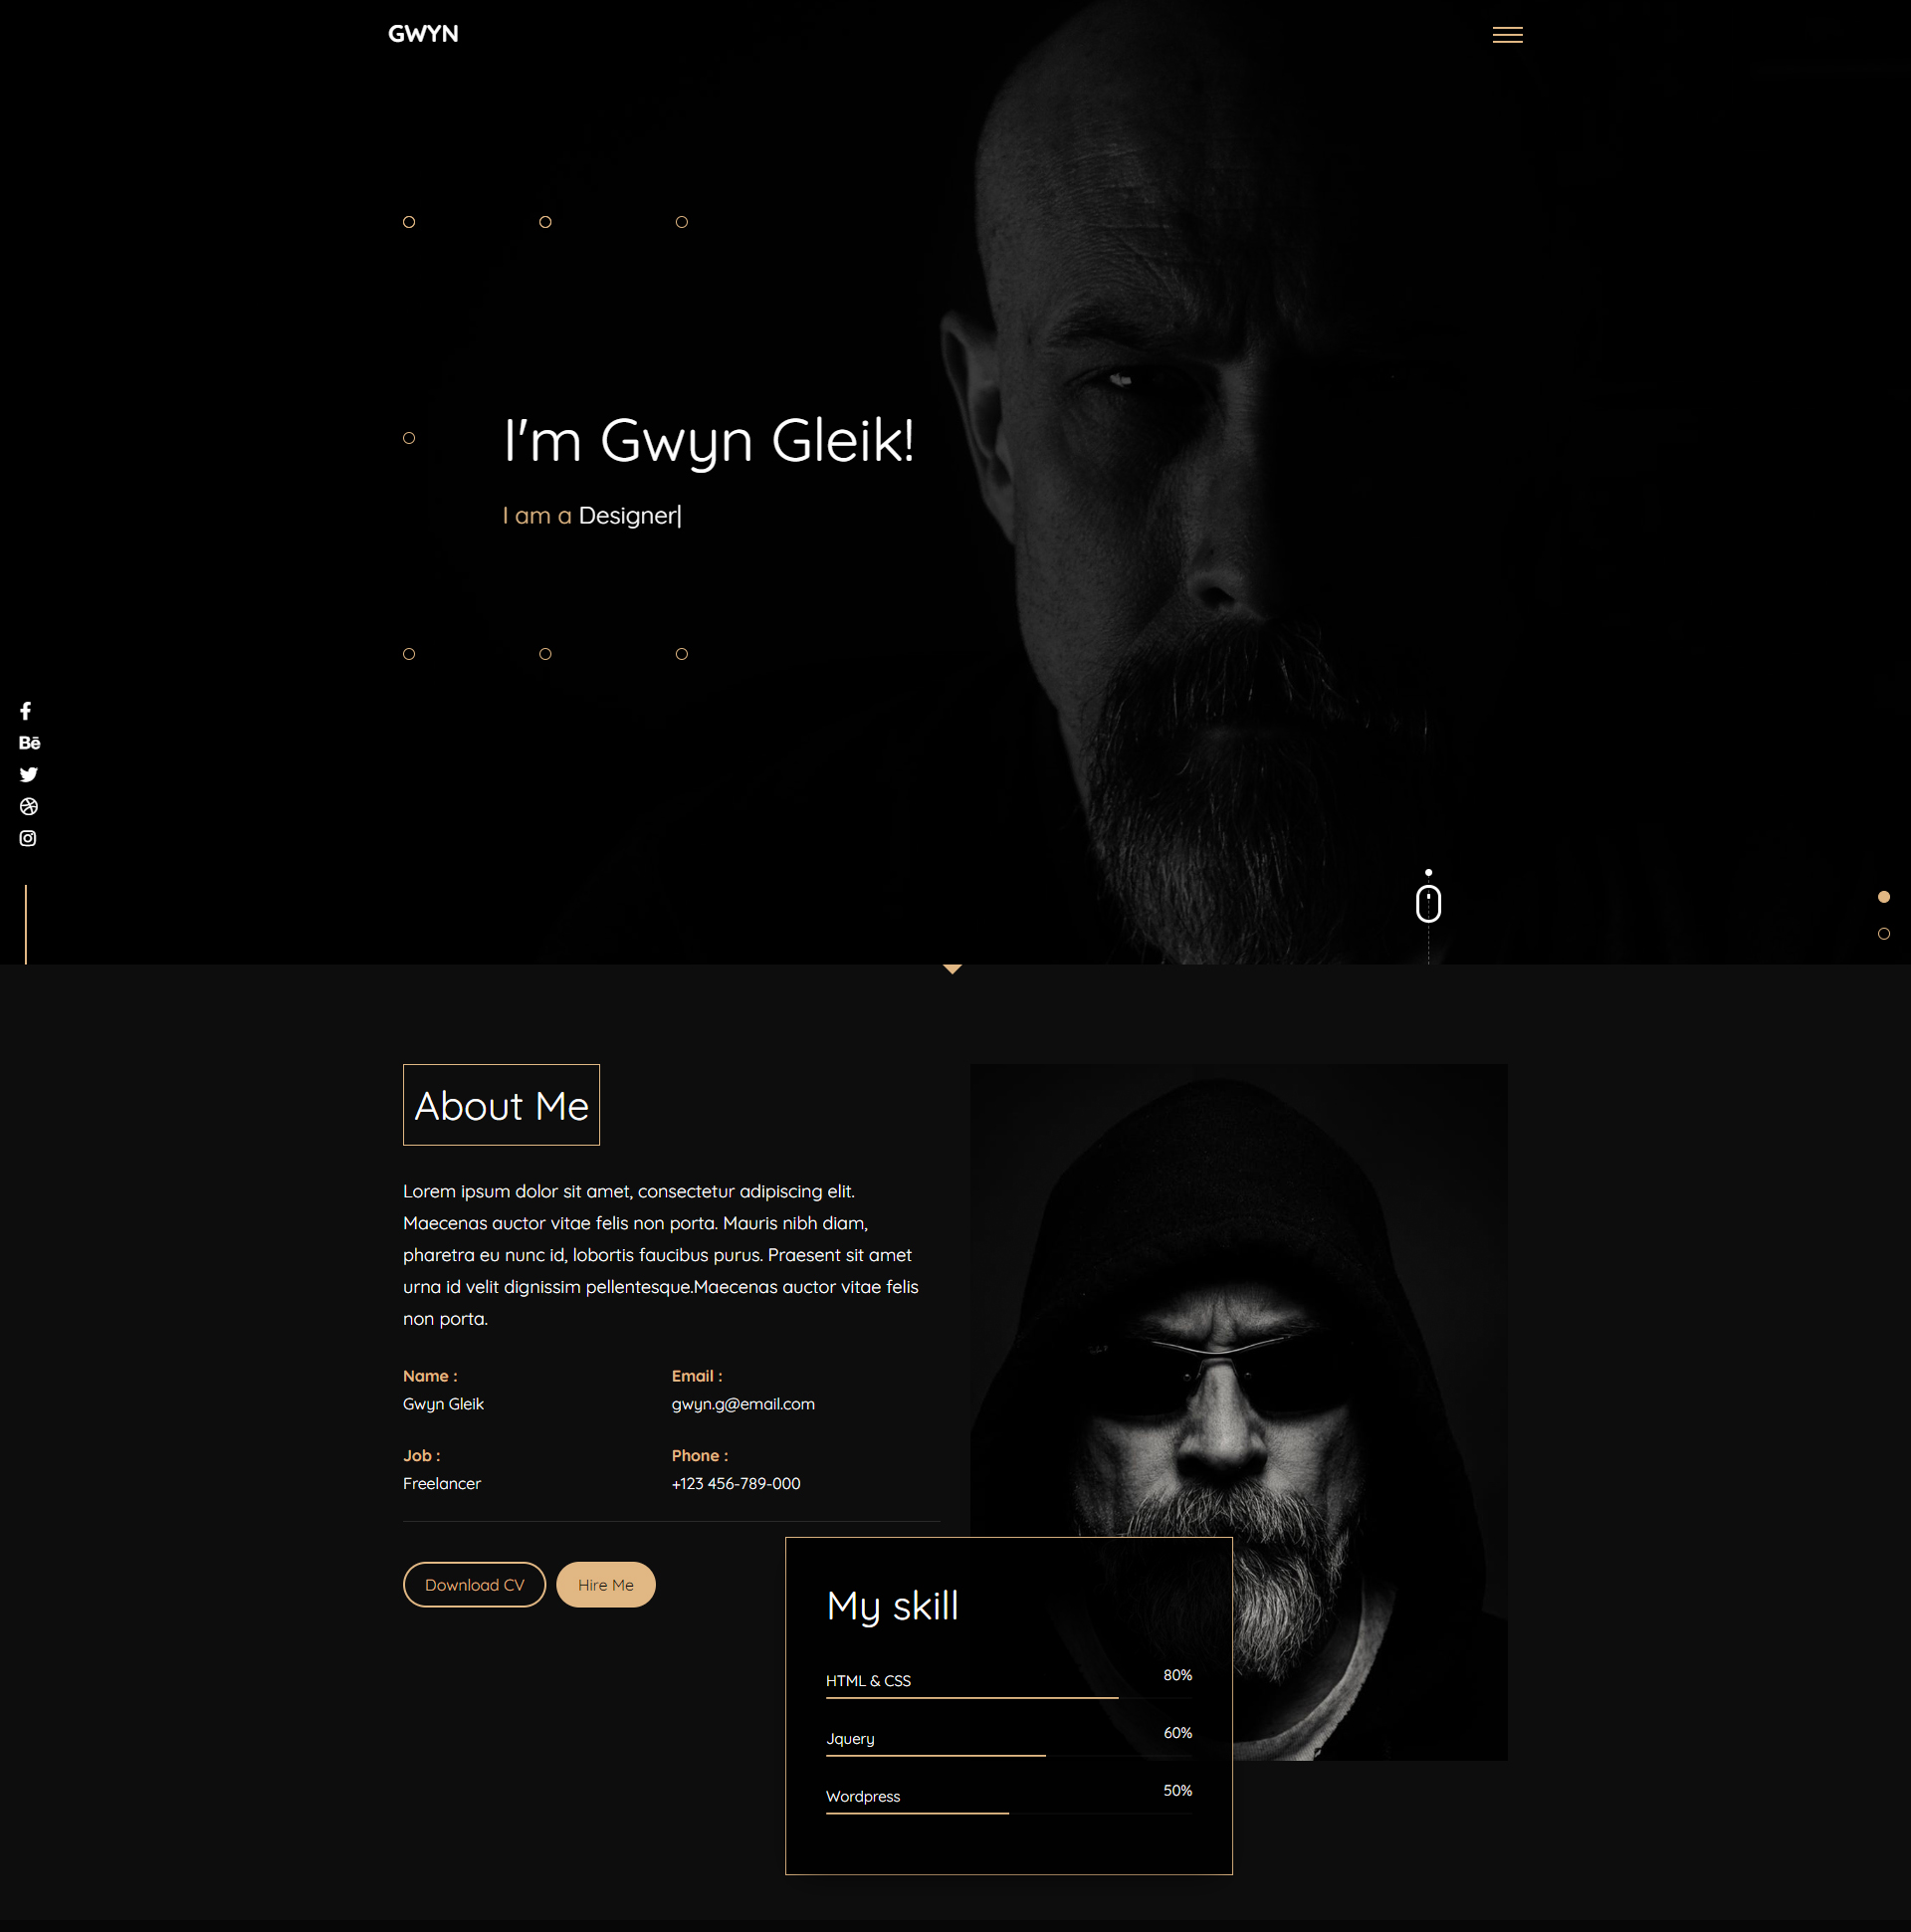 GWYN
I'm Gwyn Gleik!
I am a Designer|
Bē
About Me
Lorem ipsum dolor sit amet, consectetur adipiscing elit.
Maecenas auctor vitae felis non porta. Mauris nibh diam,
pharetra eu nunc id, lobortis faucibus purus. Praesent sit amet
urna id velit dignissim pellentesque.Maecenas auctor vitae felis
non porta.
Name :
Gwyn Gleik
Email :
gwyn.g@email.com
Job :
Freelancer
Phone :
+123 456-789-000
Download CV
Hire Me
My skill
HTML & CSS 80%
Jquery 60%
Wordpress 50%